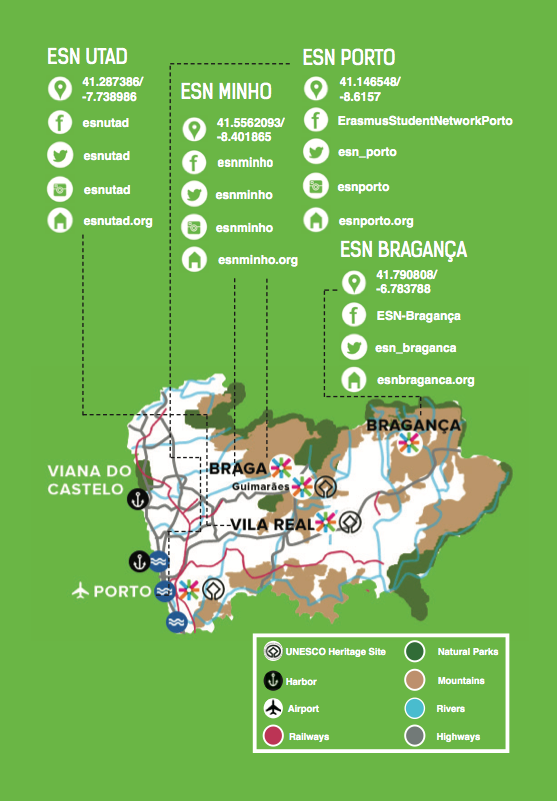 ESN UTAD
41.287386/
-7.738986
esnutad
esnutad
esnutad
esnutad.org
ESN MINHO
41.5562093/
-8.401865
esnminho
esnminho
esnminho
esnminho.org
ESN PORTO
41.146548/
-8.6157
ErasmusStudentNetworkPorto
esn_porto
esnporto
esnporto.org
ESN BRAGANÇA
41.790808/
-6.783788
ESN-Bragança
esn_braganca
esnbraganca.org
BRAGANÇA
BRAGA
Guimarães
VIANA DO
CASTELO
VILA REAL
PORTO
UNESCO Heritage Site
Harbor
Airport
Railways
Natural Parks
Mountains
Rivers
Highways